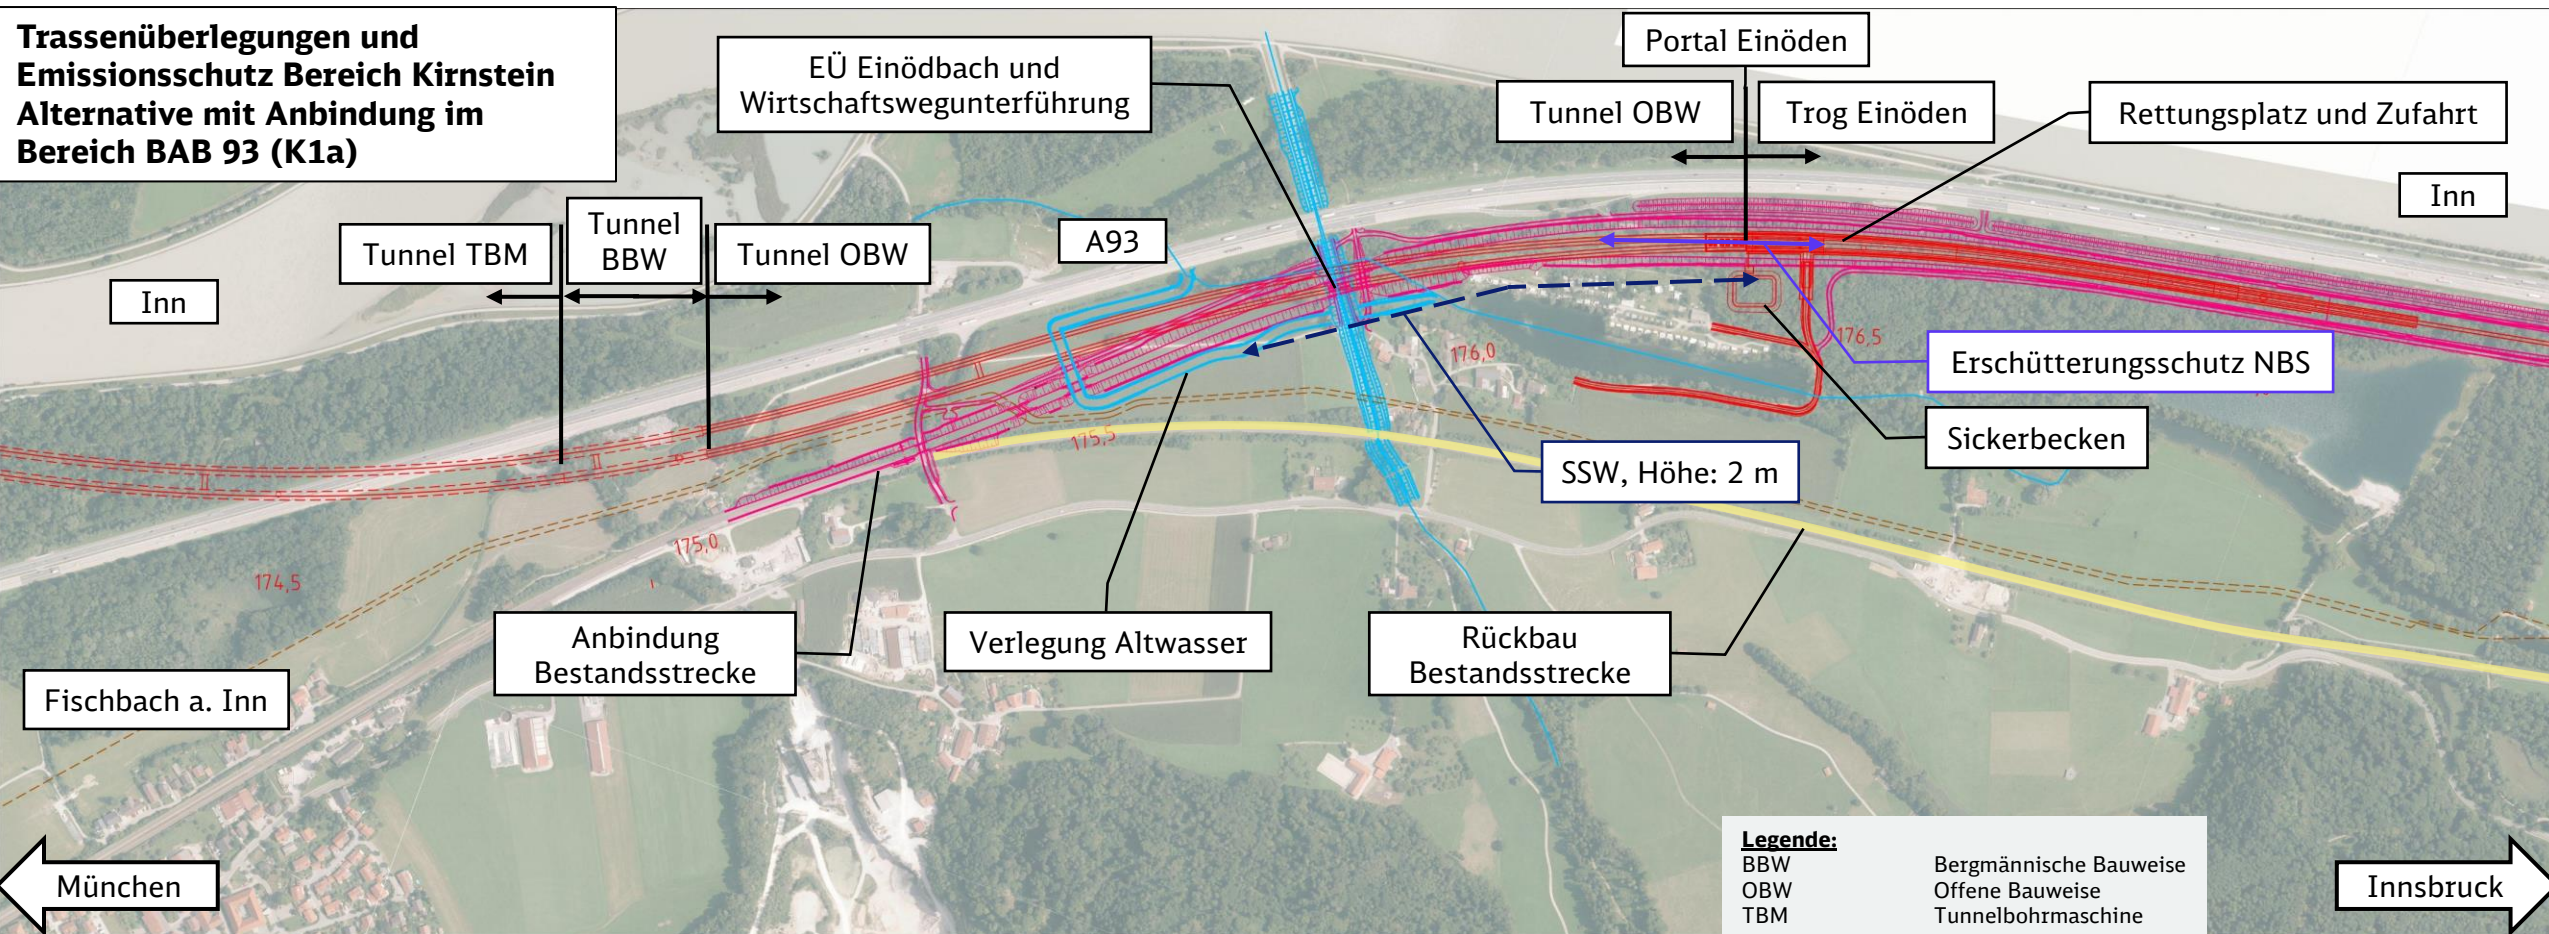 Trassenüberlegungen und
Emissionsschutz Bereich Kirnstein
Alternative mit Anbindung im
Bereich BAB 93 (K1a)
EÜ Einödbach und
Wirtschaftswegunterführung
Portal Einöden
Tunnel OBW
Trog Einöden
Rettungsplatz und Zufahrt
Inn
Tunnel TBM
Tunnel
BBW
Tunnel OBW
A93
Inn
176,0
176,5
Erschütterungsschutz NBS
Sickerbecken
SSW, Höhe: 2 m
175,5
175,0
174,5
Anbindung
Bestandsstrecke
Verlegung Altwasser
Rückbau
Bestandsstrecke
Fischbach a. Inn
München
Innsbruck
Legende:
BBW Bergmännische Bauweise
OBW Offene Bauweise
TBM Tunnelbohrmaschine